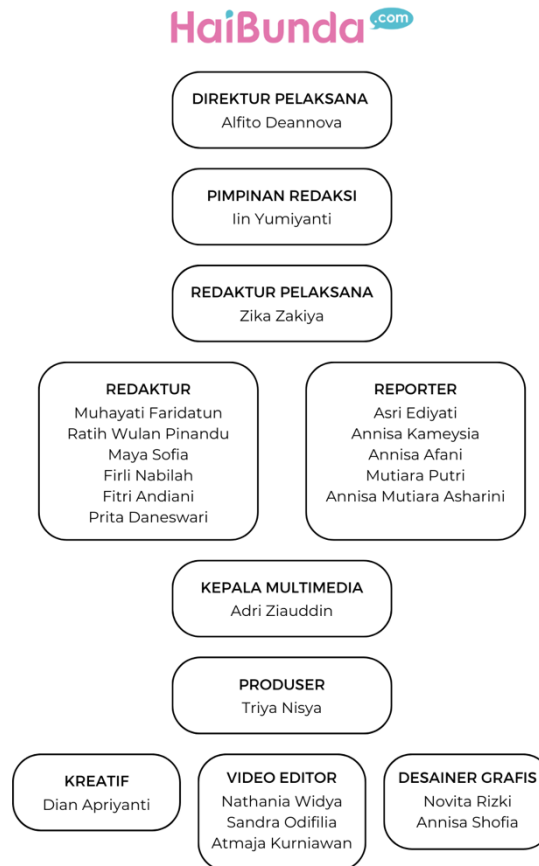 HaiBunda.com
DIREKTUR PELAKSANA
Alfito Deannova
PIMPINAN REDAKSI
Iin Yumiyanti
REDAKTUR PELAKSANA
Zika Zakiya
REDAKTUR
Muhayati Faridatun
Ratih Wulan Pinandu
Maya Sofia
Firli Nabilah
Fitri Andiani
Prita Daneswari
REPORTER
Asri Ediyati
Annisa Kameysia
Annisa Afani
Mutiara Putri
Annisa Mutiara Asharini
KEPALA MULTIMEDIA
Adri Ziauddin
PRODUSER
Triya Nisya
KREATIF
Dian Apriyanti
VIDEO EDITOR
Nathania Widya
Sandra Odifilia
Atmaja Kurniawan
DESAINER GRAFIS
Novita Rizki
Annisa Shofia